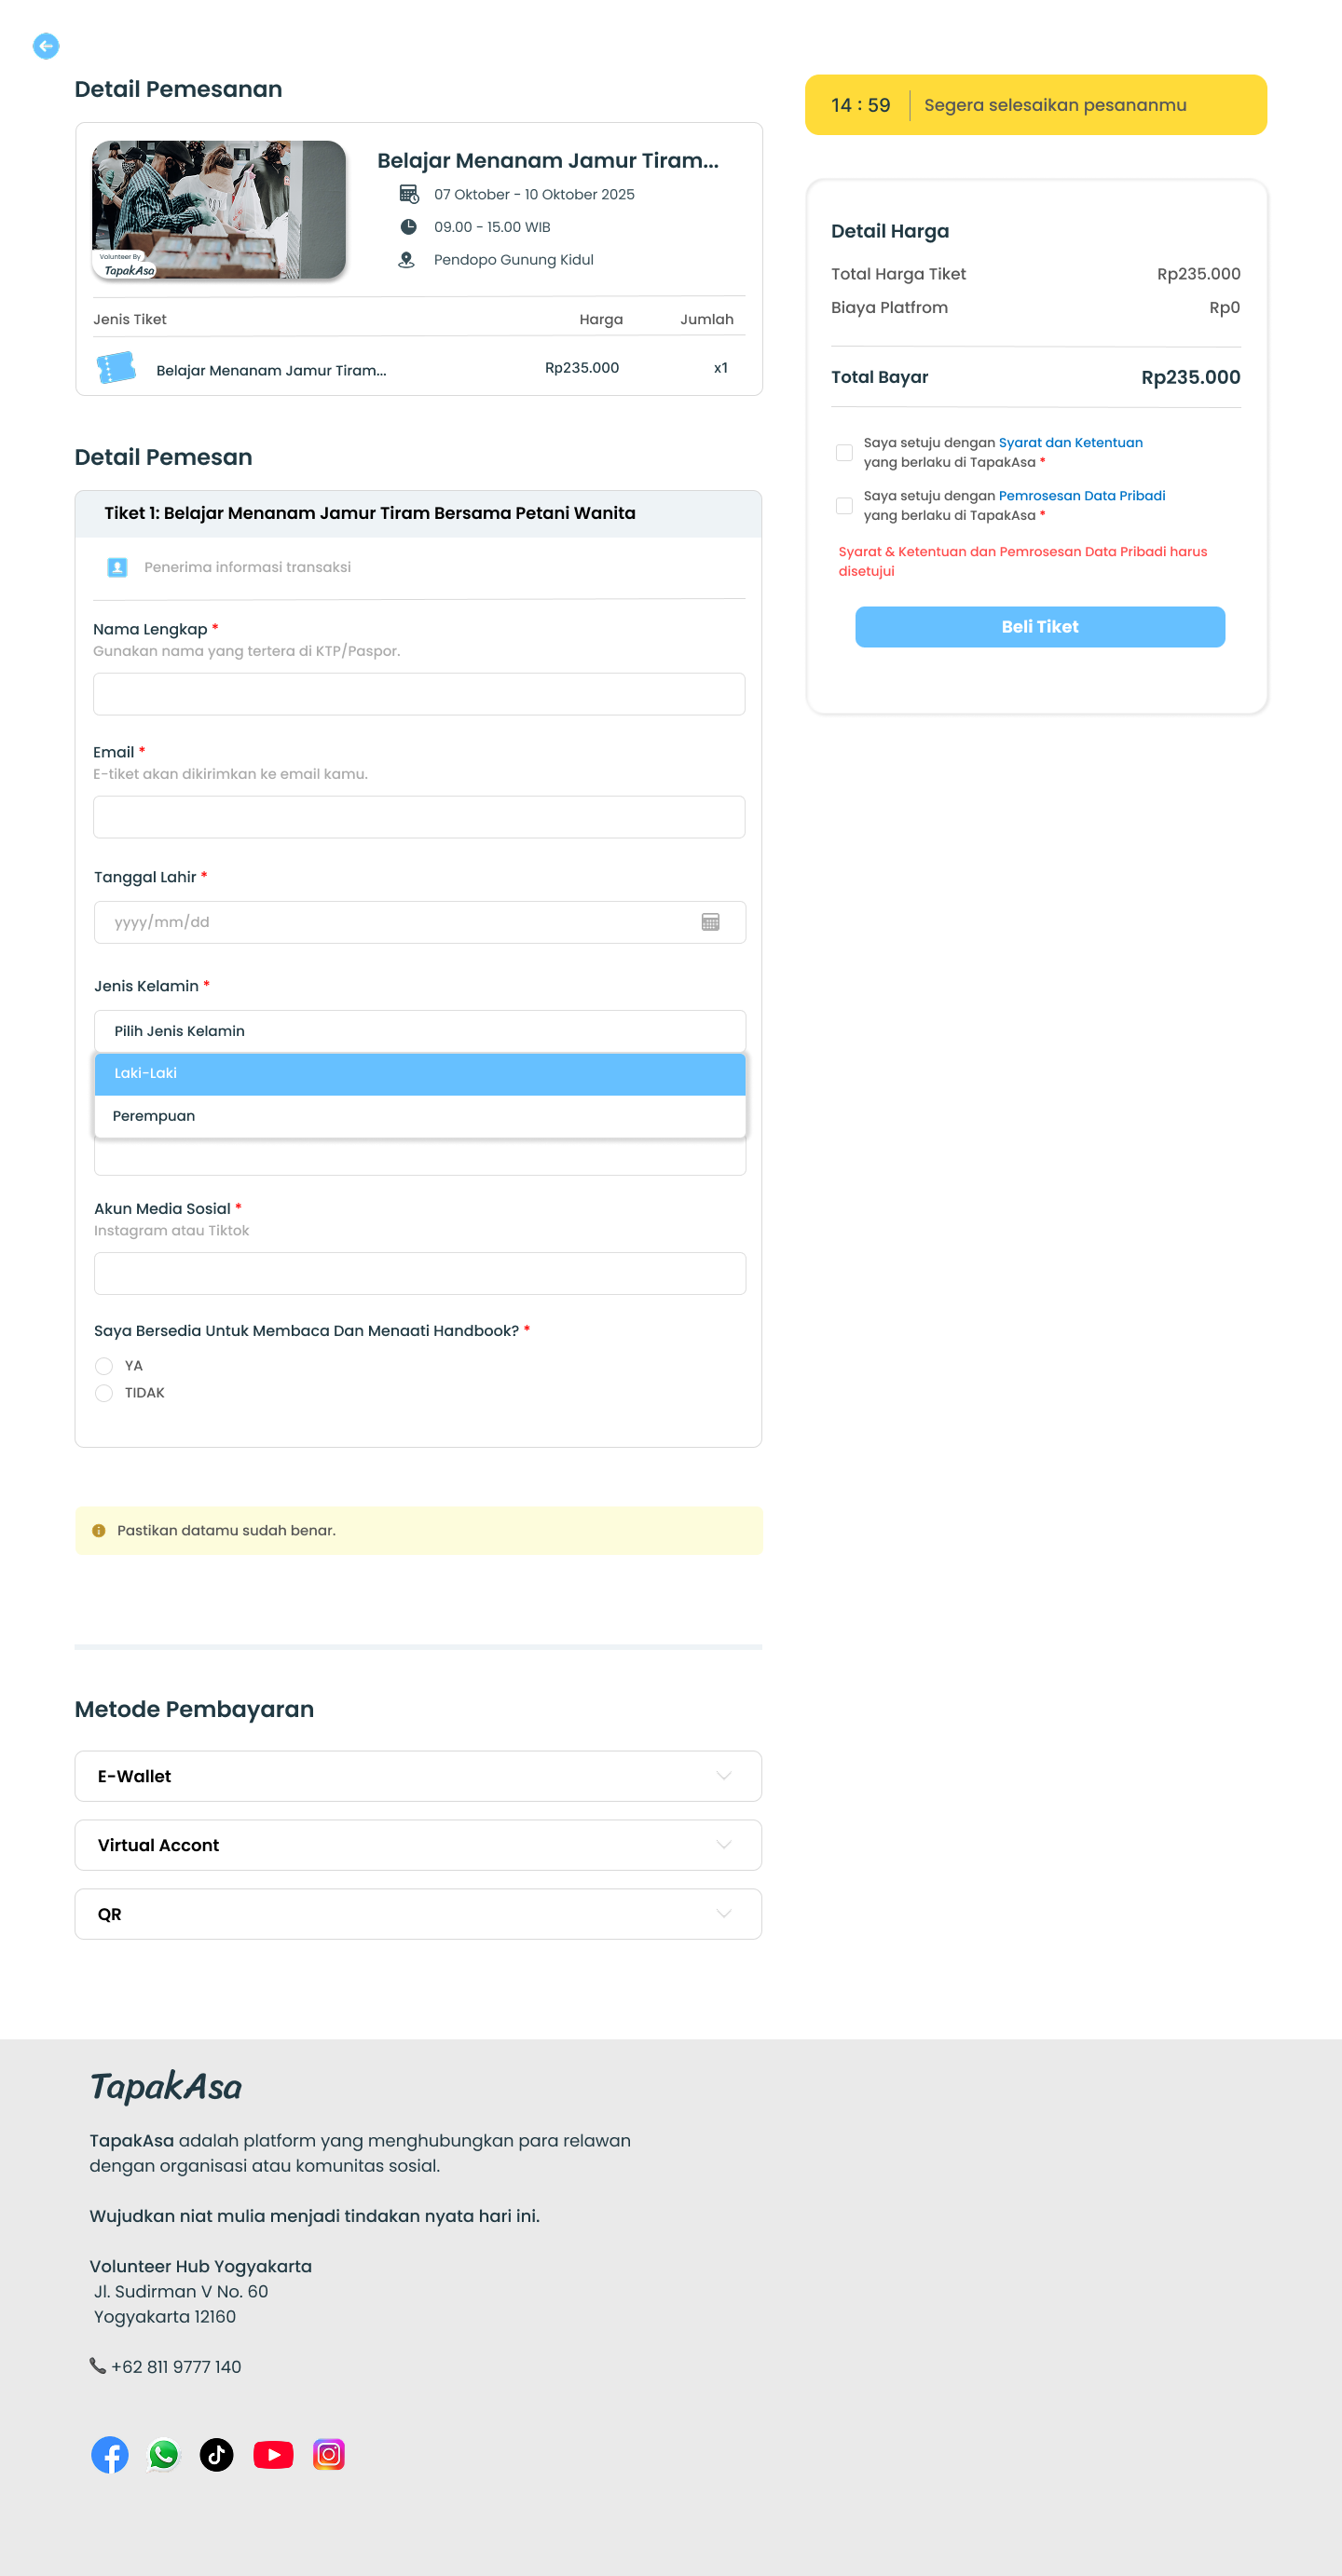 Detail Pemesanan
Volunteer By
TapakAsa
Belajar Menanam Jamur Tiram...
07 Oktober - 10 Oktober 2025
09.00 - 15.00 WIB
Pendopo Gunung Kidul
Jenis Tiket Harga Jumlah
Belajar Menanam Jamur Tiram... Rp235.000 x1
Detail Pemesan
Tiket 1: Belajar Menanam Jamur Tiram Bersama Petani Wanita
Penerima informasi transaksi
Nama Lengkap *
Gunakan nama yang tertera di KTP/Paspor.
Email *
E-tiket akan dikirimkan ke email kamu.
Tanggal Lahir *
yyyy/mm/dd
Jenis Kelamin *
Pilih Jenis Kelamin
Laki-Laki
Perempuan
Akun Media Sosial *
Instagram atau Tiktok
Saya Bersedia Untuk Membaca Dan Menaati Handbook? *
YA
TIDAK
Pastikan datamu sudah benar.
Metode Pembayaran
E-Wallet
Virtual Accont
QR
14 : 59 Segera selesaikan pesananmu
Detail Harga
Total Harga Tiket Rp235.000
Biaya Platfrom Rp0
Total Bayar Rp235.000
Saya setuju dengan Syarat dan Ketentuan
yang berlaku di TapakAsa *
Saya setuju dengan Pemrosesan Data Pribadi
yang berlaku di TapakAsa *
Syarat & Ketentuan dan Pemrosesan Data Pribadi harus
disetujui
Beli Tiket
TapakAsa
TapakAsa adalah platform yang menghubungkan para relawan
dengan organisasi atau komunitas sosial.
Wujudkan niat mulia menjadi tindakan nyata hari ini.
Volunteer Hub Yogyakarta
Jl. Sudirman V No. 60
Yogyakarta 12160
+62 811 9777 140